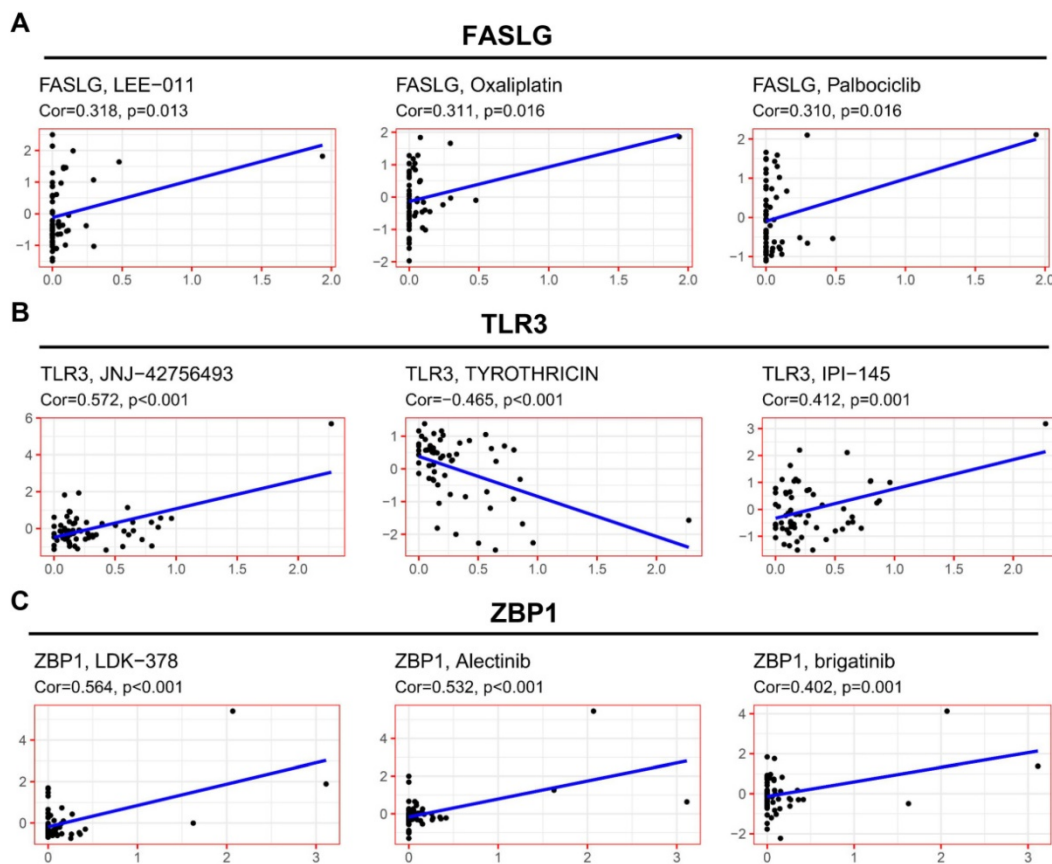 A
FASLG
FASLG, LEE−011
Cor=0.318, p=0.013
2
1
0
−1
0.0 0.5 1.0 1.5 2.0
FASLG, Oxaliplatin
Cor=0.311, p=0.016
2
1
0
−1
−2
0.0 0.5 1.0 1.5 2.0
FASLG, Palbociclib
Cor=0.310, p=0.016
2
1
0
−1
0.0 0.5 1.0 1.5 2.0
B
TLR3
TLR3, JNJ−42756493
Cor=0.572, p<0.001
6
4
2
0
0.0 0.5 1.0 1.5 2.0
TLR3, TYROTHRICIN
Cor=−0.465, p<0.001
1
0
−1
−2
0.0 0.5 1.0 1.5 2.0
TLR3, IPI−145
Cor=0.412, p=0.001
3
2
1
0
−1
0.0 0.5 1.0 1.5 2.0
C
ZBP1
ZBP1, LDK−378
Cor=0.564, p<0.001
4
2
0
0 1 2 3
ZBP1, Alectinib
Cor=0.532, p<0.001
4
2
0
0 1 2 3
ZBP1, brigatinib
Cor=0.402, p=0.001
4
2
0
−2
0 1 2 3